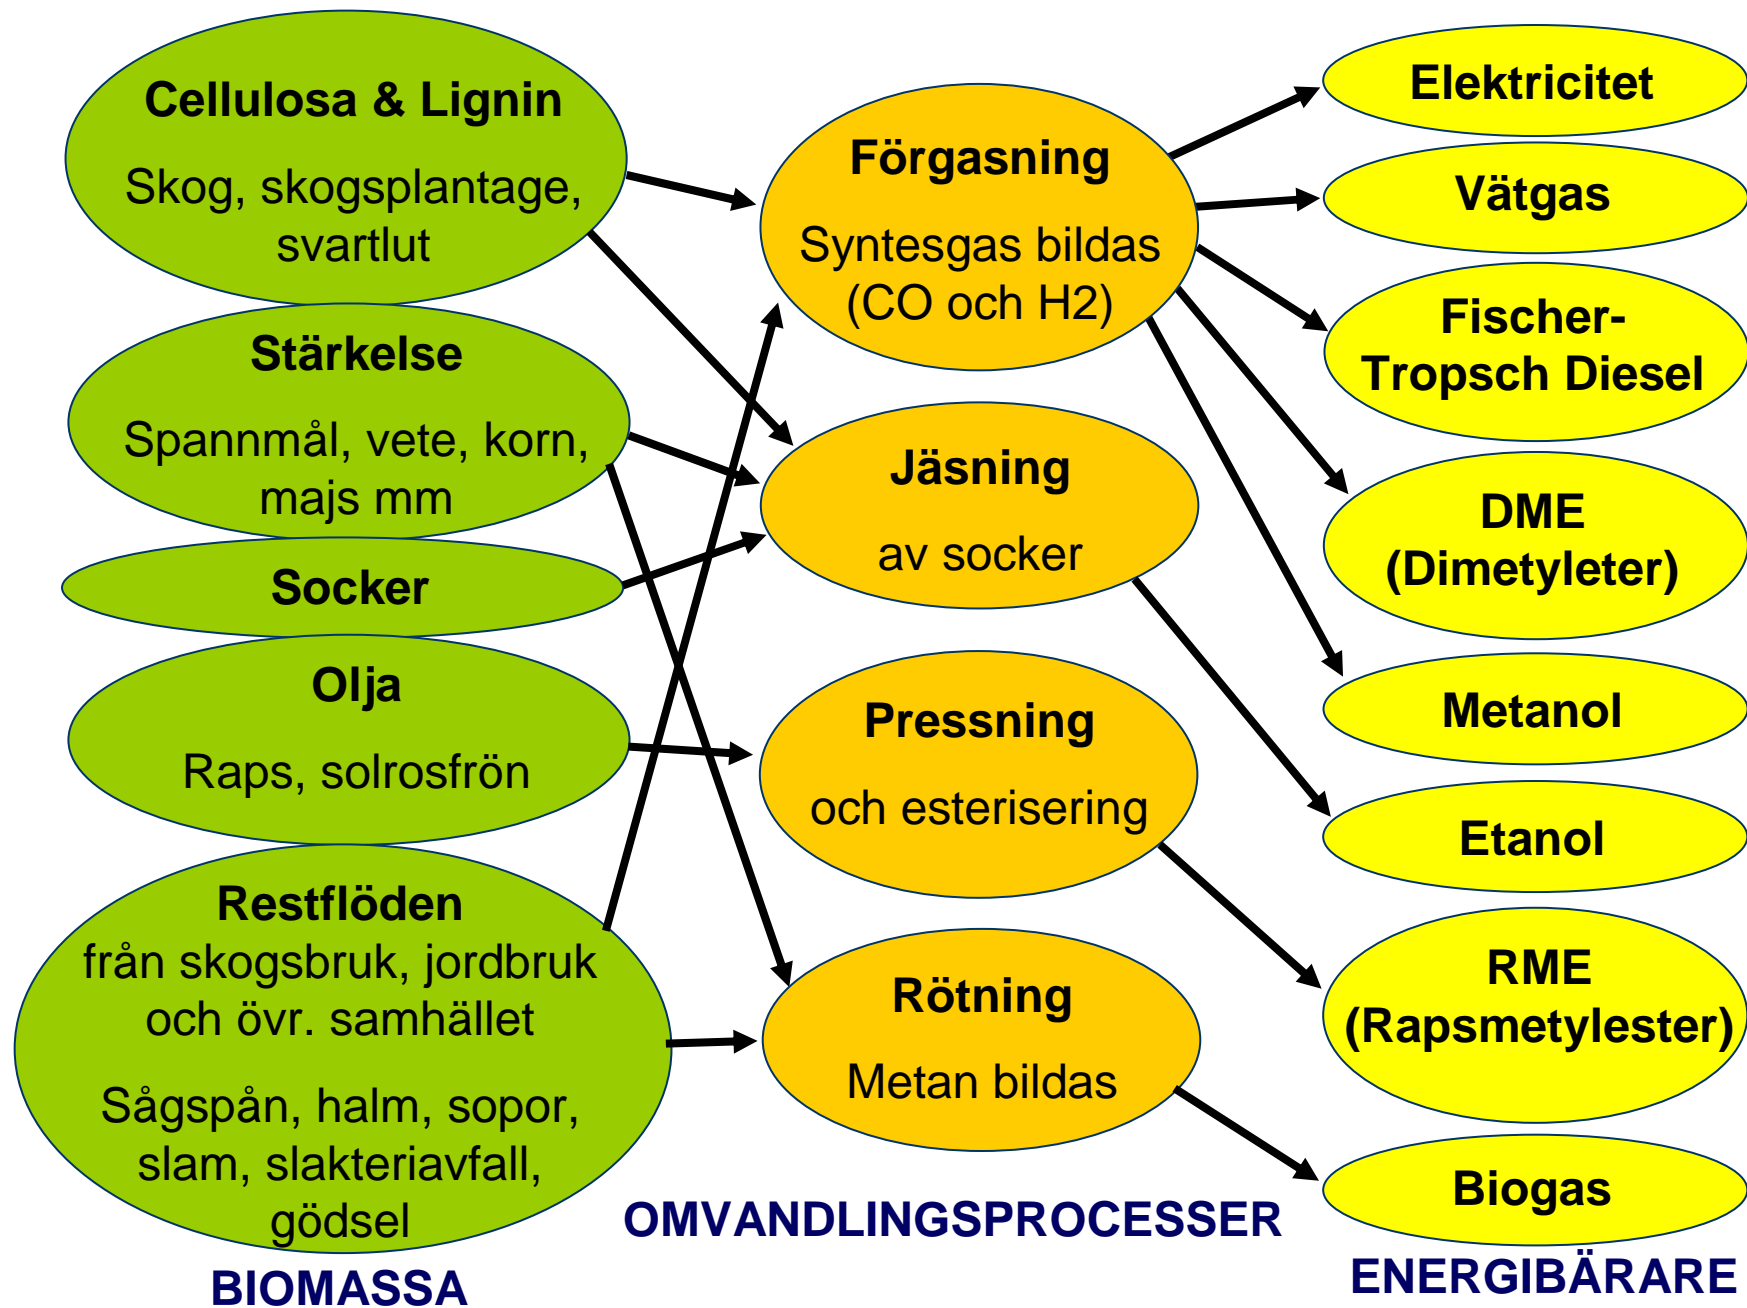 Cellulosa & Lignin
Skog, skogsplantage,
svartlut
Stärkelse
Spannmål, vete, korn,
majs mm
Socker
Olja
Raps, solrosfrön
Restflöden
från skogsbruk, jordbruk
och övr. samhället
Sågspån, halm, sopor,
slam, slakteriavfall,
gödsel
BIOMASSA
Förgasning
Syntesgas bildas
(CO och H2)
Jäsning
av socker
Pressning
och esterisering
Rötning
Metan bildas
OMVANDLINGSPROCESSER
Elektricitet
Vätgas
Fischer-
Tropsch Diesel
DME
(Dimetyleter)
Metanol
Etanol
RME
(Rapsmetylester)
Biogas
ENERGIBÄRARE